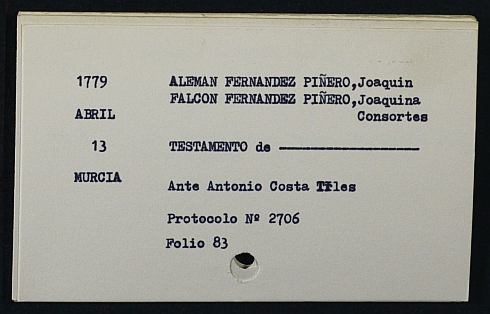 1779 ALEMAN FERNANDEZ PIÑERO,Joaquin
FALCON FERNANDEZ PIÑERO,Joaquina
ABRIL Consortes
13 TESTAMENTO de ------------------
MURCIA
Ante Antonio Costa Tiles
Protocolo Nº 2706
Folio 83